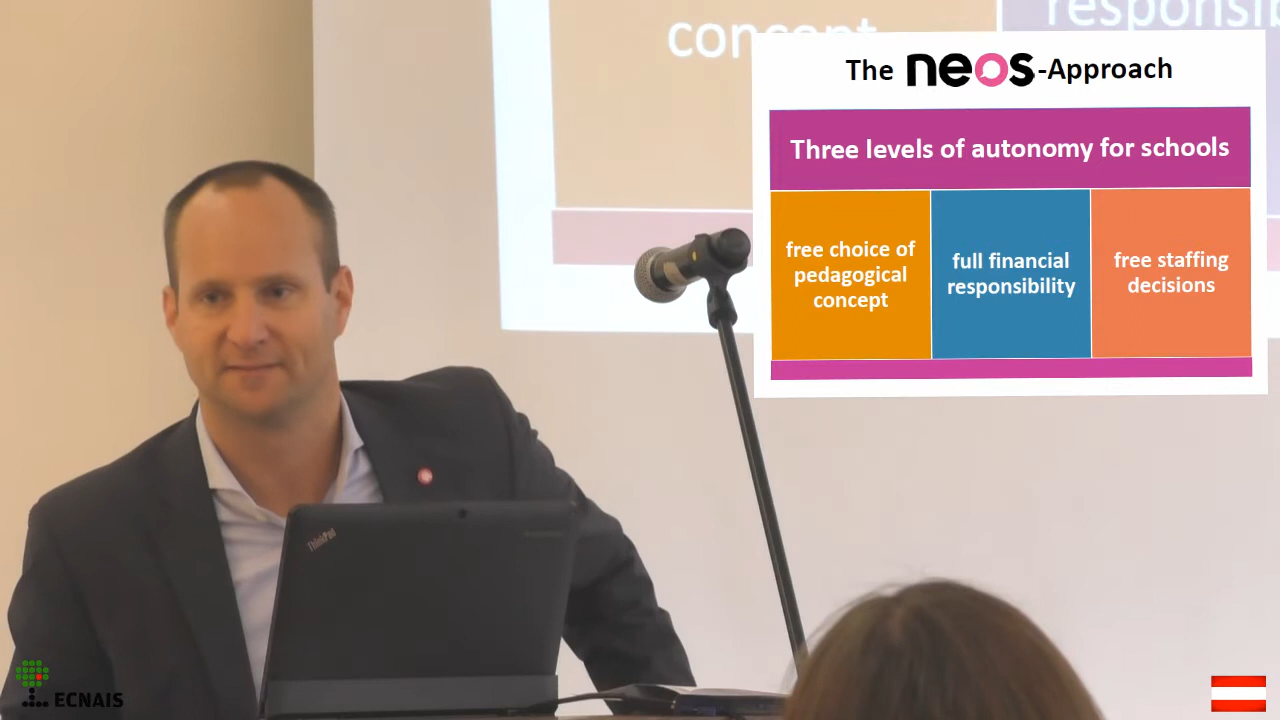 concept
responsib
The neos-Approach
Three levels of autonomy for schools
free choice of
pedagogical
concept
full financial
responsibility
free staffing
decisions
ThinkPad
ECNAIS